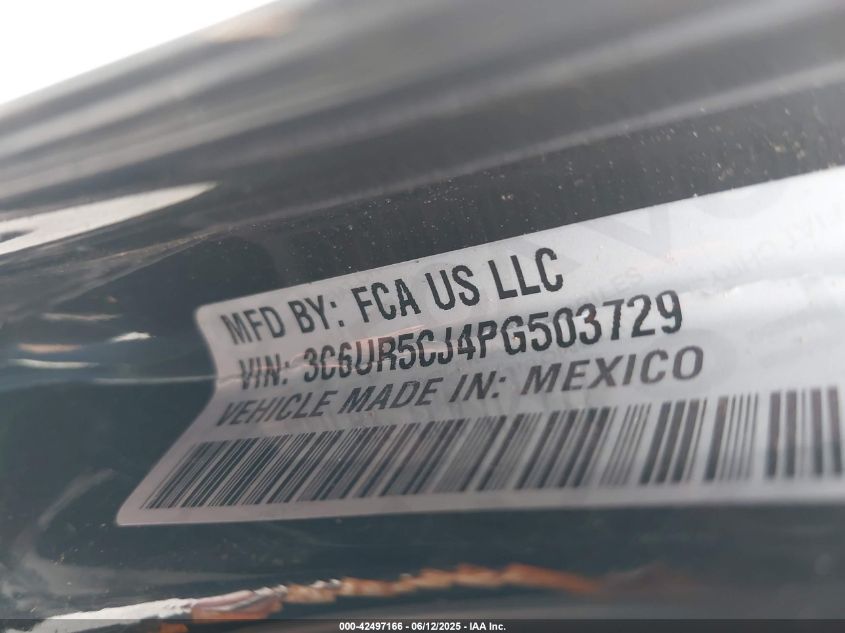 MFD BY: FCA US LLC
VIN: 3C6UR5CJ4PG503729
VEHICLE MADE IN: MEXICO
000-42497166 - 06/12/2025 - IAA Inc.